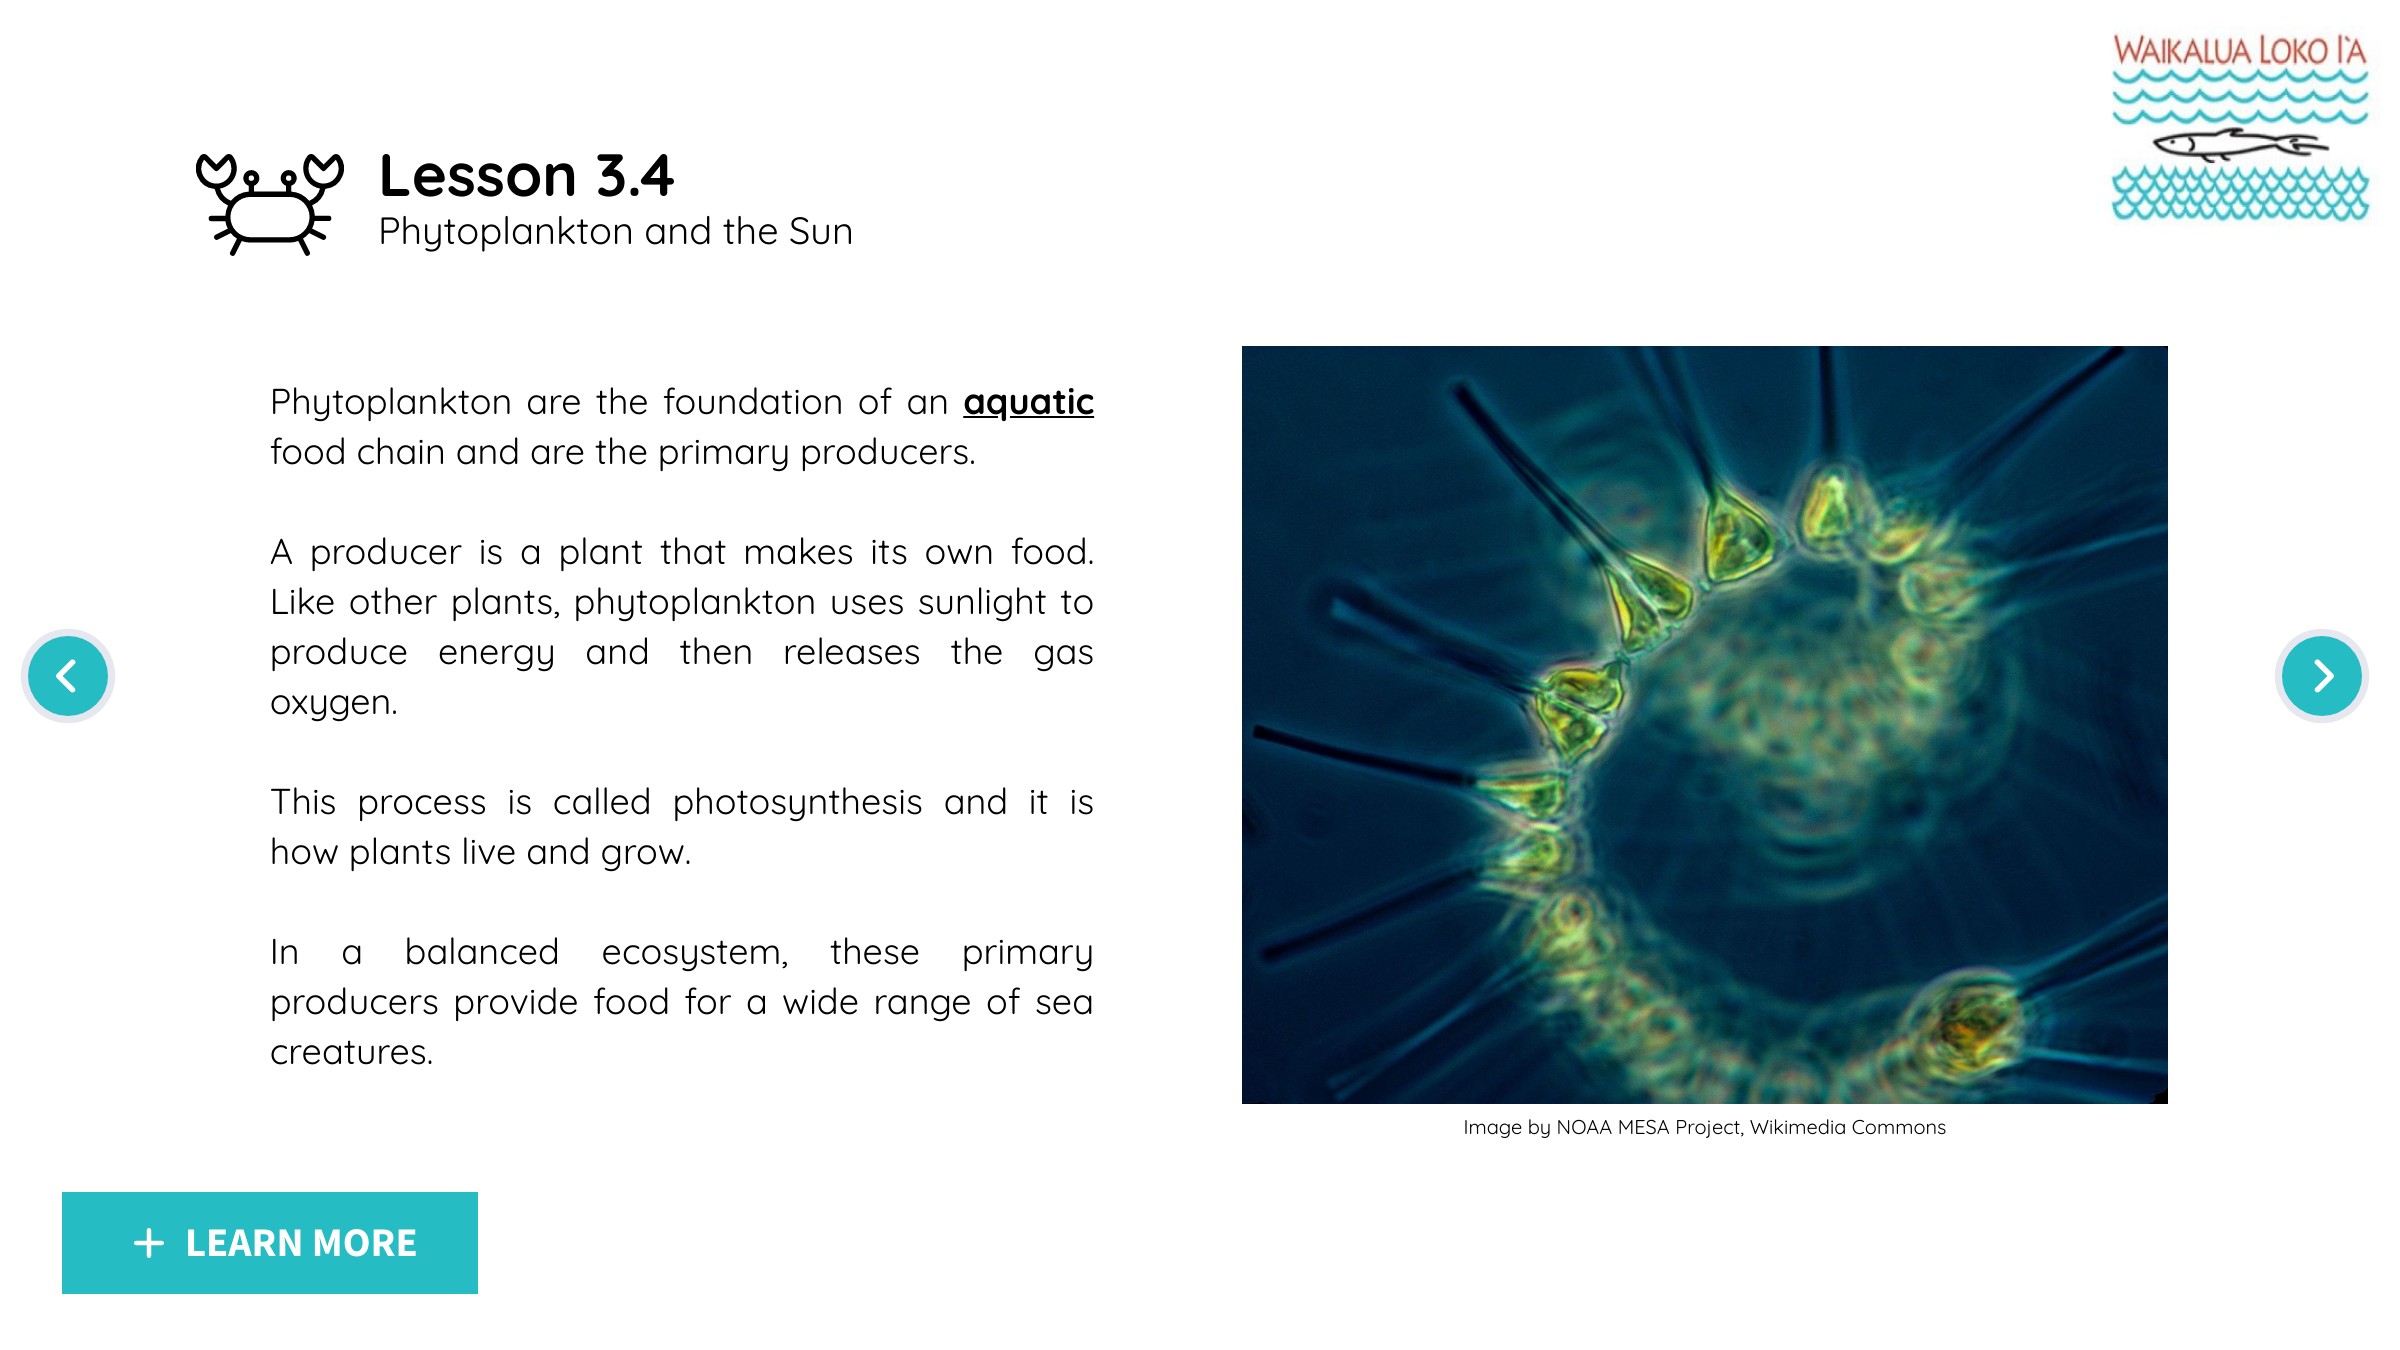 WAIKALUA LOKO I`A
Lesson 3.4
Phytoplankton and the Sun
Phytoplankton are the foundation of an aquatic
food chain and are the primary producers.
A producer is a plant that makes its own food.
Like other plants, phytoplankton uses sunlight to
produce energy and then releases the gas
oxygen.
This process is called photosynthesis and it is
how plants live and grow.
In a balanced ecosystem, these primary
producers provide food for a wide range of sea
creatures.
Image by NOAA MESA Project, Wikimedia Commons
LEARN MORE